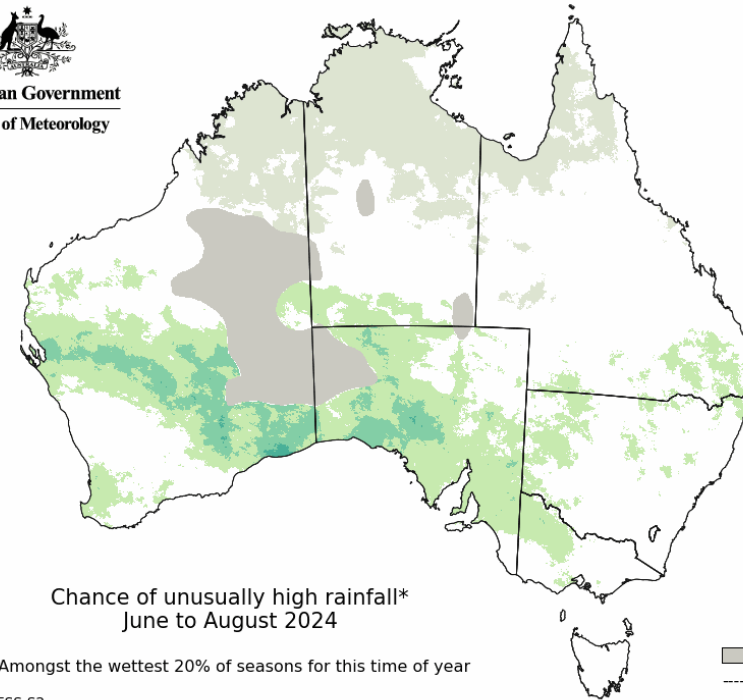 an Government
of Meteorology
Chance of unusually high rainfall*
June to August 2024
Amongst the wettest 20% of seasons for this time of year